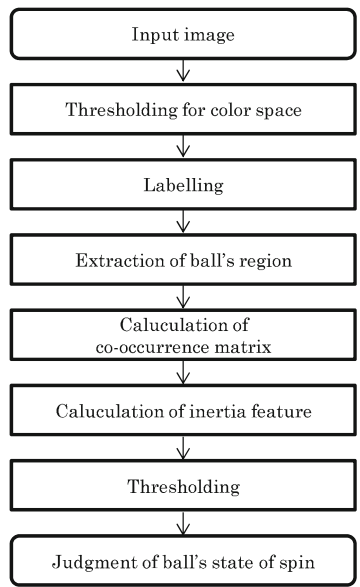 Input image
Thresholding for color space
Labelling
Extraction of ball's region
Caluculation of
co-occurrence matrix
Caluculation of inertia feature
Thresholding
Judgment of ball's state of spin